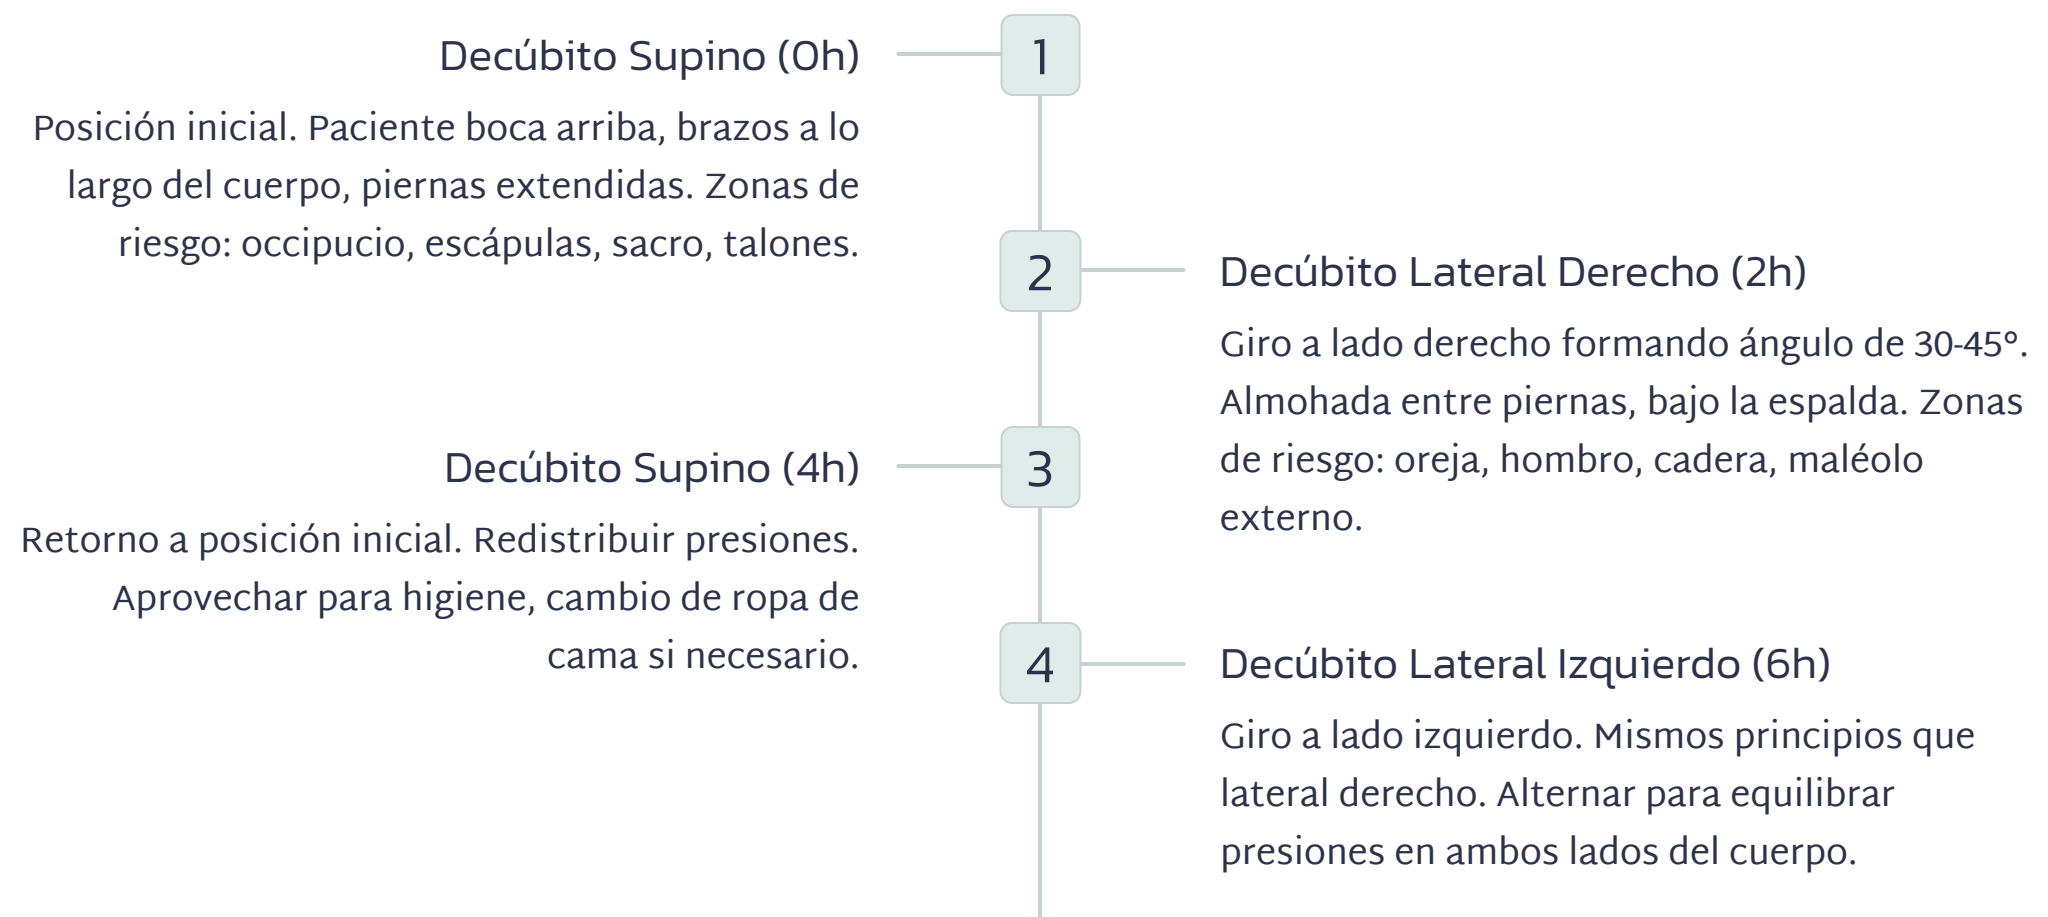 1
Decúbito Supino (0h)
Posición inicial. Paciente boca arriba, brazos a lo
largo del cuerpo, piernas extendidas. Zonas de
riesgo: occipucio, escápulas, sacro, talones.
2
Decúbito Lateral Derecho (2h)
Giro a lado derecho formando ángulo de 30-45°.
Almohada entre piernas, bajo la espalda. Zonas
de riesgo: oreja, hombro, cadera, maléolo
externo.
3
Decúbito Supino (4h)
Retorno a posición inicial. Redistribuir presiones.
Aprovechar para higiene, cambio de ropa de
cama si necesario.
4
Decúbito Lateral Izquierdo (6h)
Giro a lado izquierdo. Mismos principios que
lateral derecho. Alternar para equilibrar
presiones en ambos lados del cuerpo.